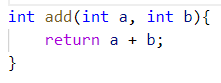 int add(int a, int b){
    return a + b;
}